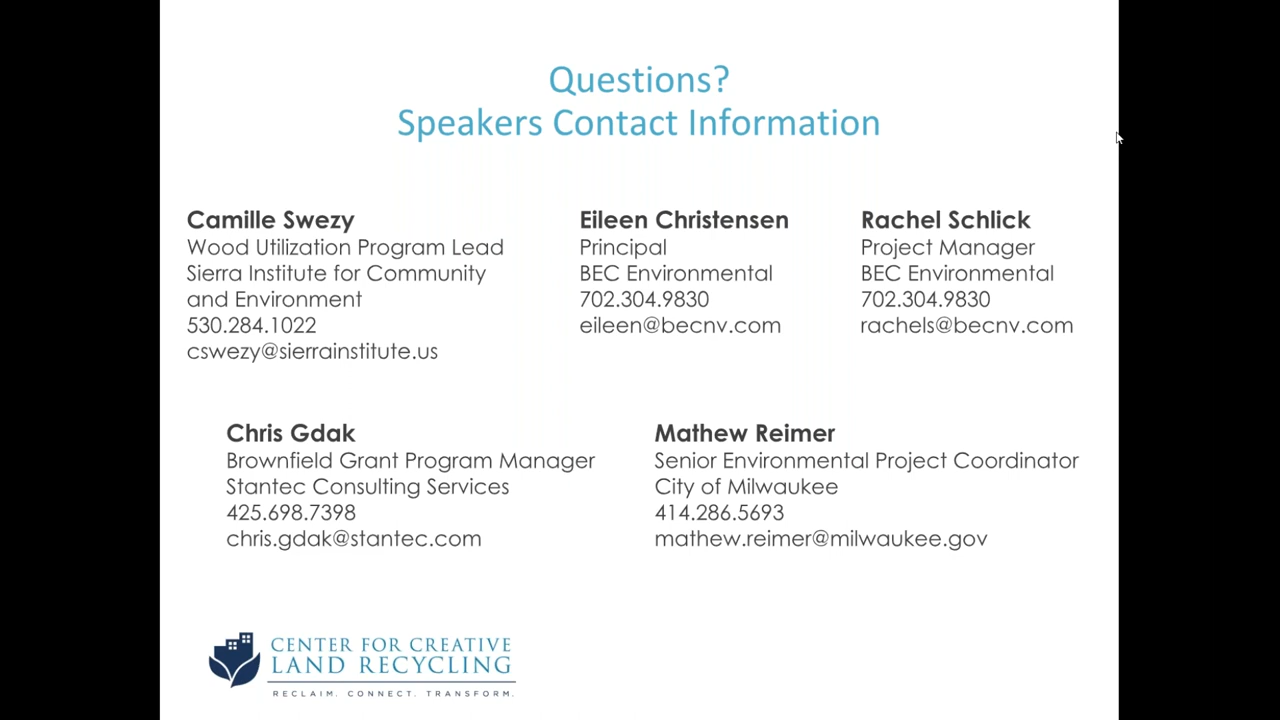 Questions?
Speakers Contact Information
Camille Swezy
Wood Utilization Program Lead
Sierra Institute for Community
and Environment
530.284.1022
cswezy@sierrainstitute.us
Eileen Christensen
Principal
BEC Environmental
702.304.9830
eileen@becnv.com
Rachel Schlick
Project Manager
BEC Environmental
702.304.9830
rachels@becnv.com
Chris Gdak
Brownfield Grant Program Manager
Stantec Consulting Services
425.698.7398
chris.gdak@stantec.com
Mathew Reimer
Senior Environmental Project Coordinator
City of Milwaukee
414.286.5693
mathew.reimer@milwaukee.gov
CENTER FOR CREATIVE
LAND RECYCLING
RECLAIM. CONNECT. TRANSFORM.